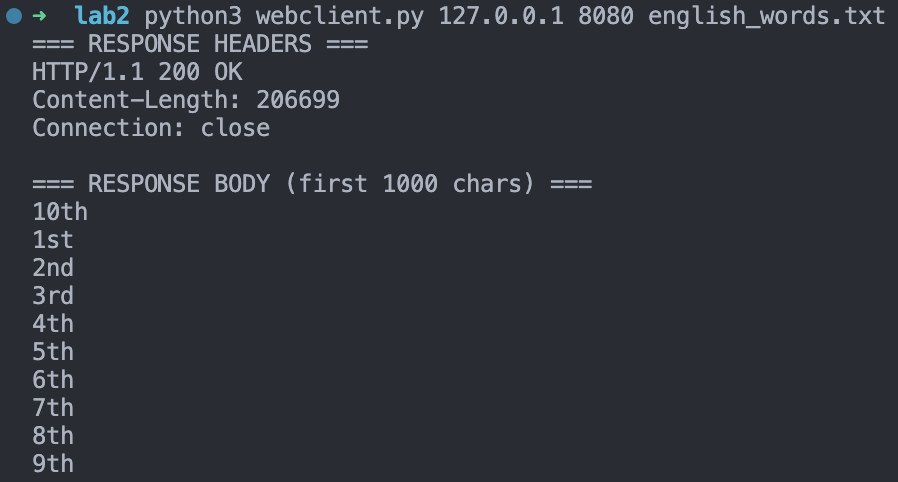 ➜ lab2 python3 webclient.py 127.0.0.1 8080 english_words.txt
=== RESPONSE HEADERS ===
HTTP/1.1 200 OK
Content-Length: 206699
Connection: close

=== RESPONSE BODY (first 1000 chars) ===
10th
1st
2nd
3rd
4th
5th
6th
7th
8th
9th